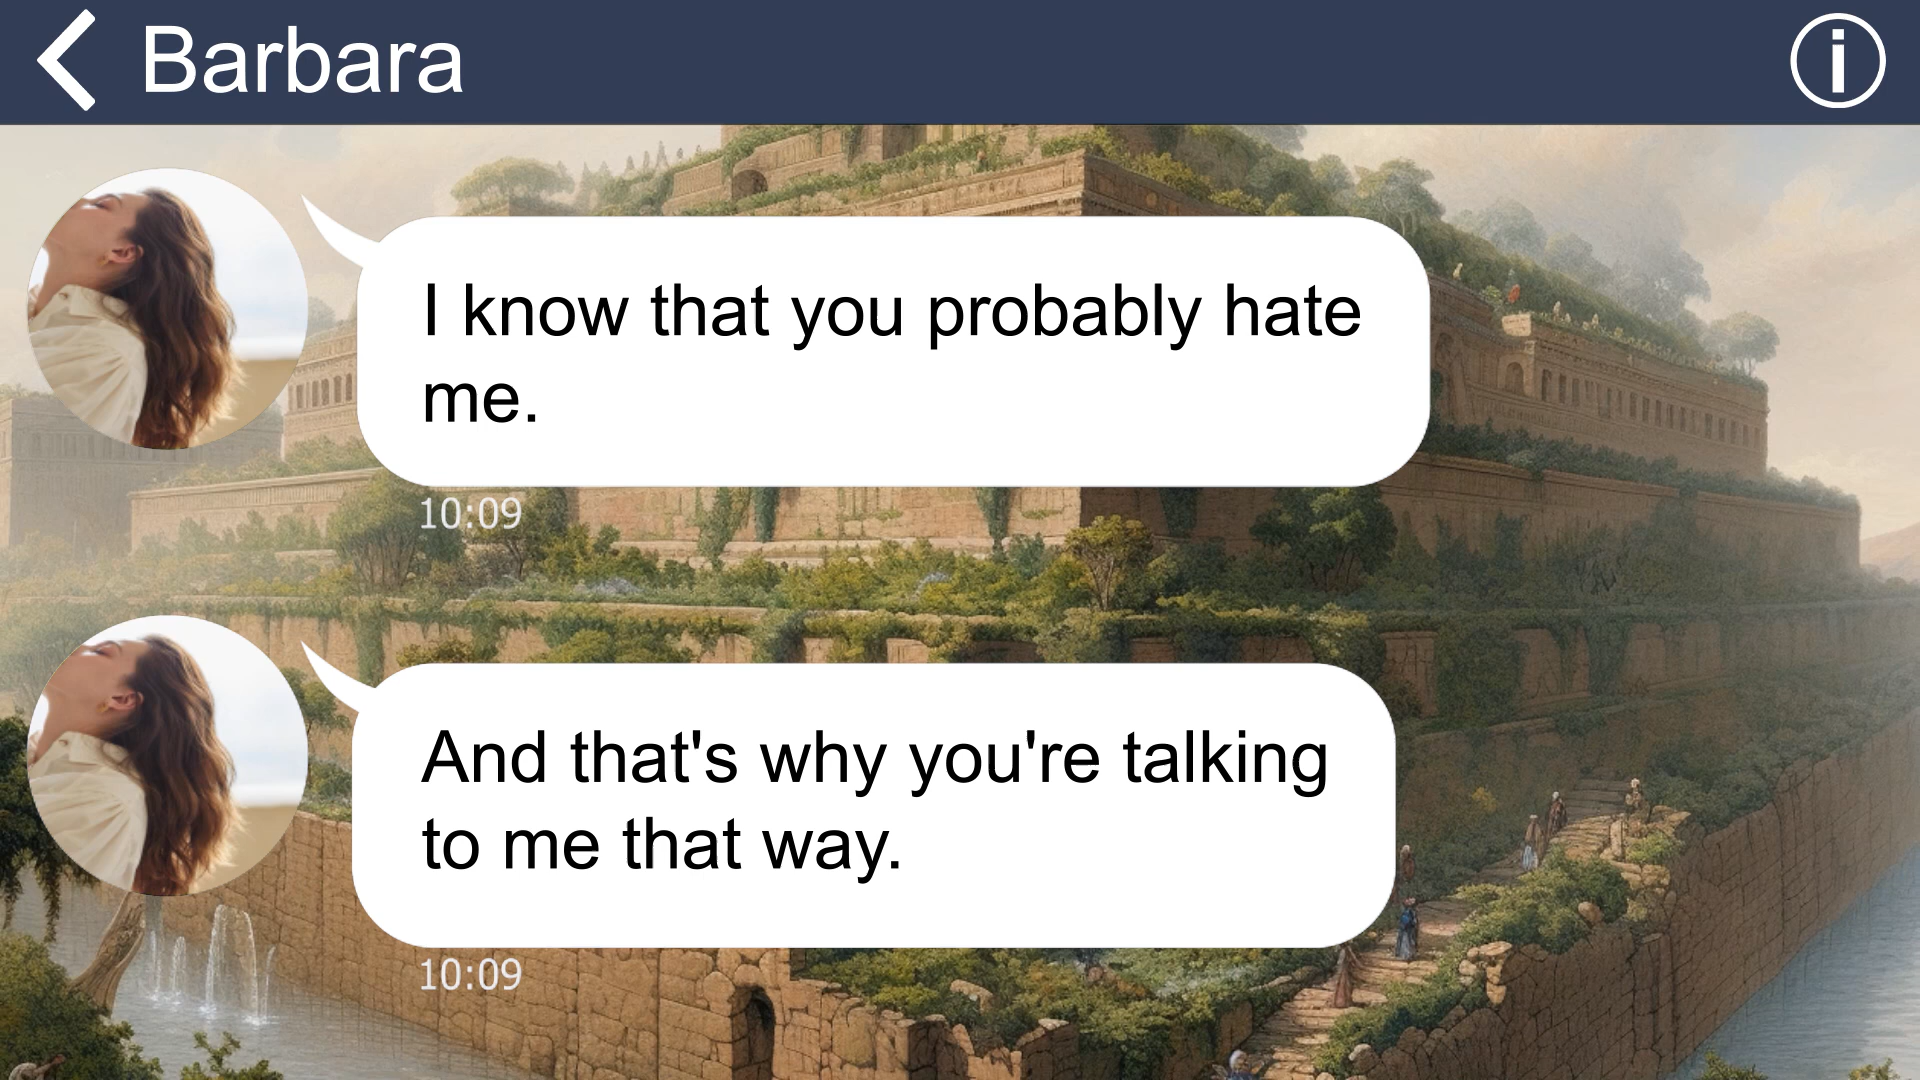 Barbara
I know that you probably hate
me.
10:09
And that's why you're talking
to me that way.
10:09